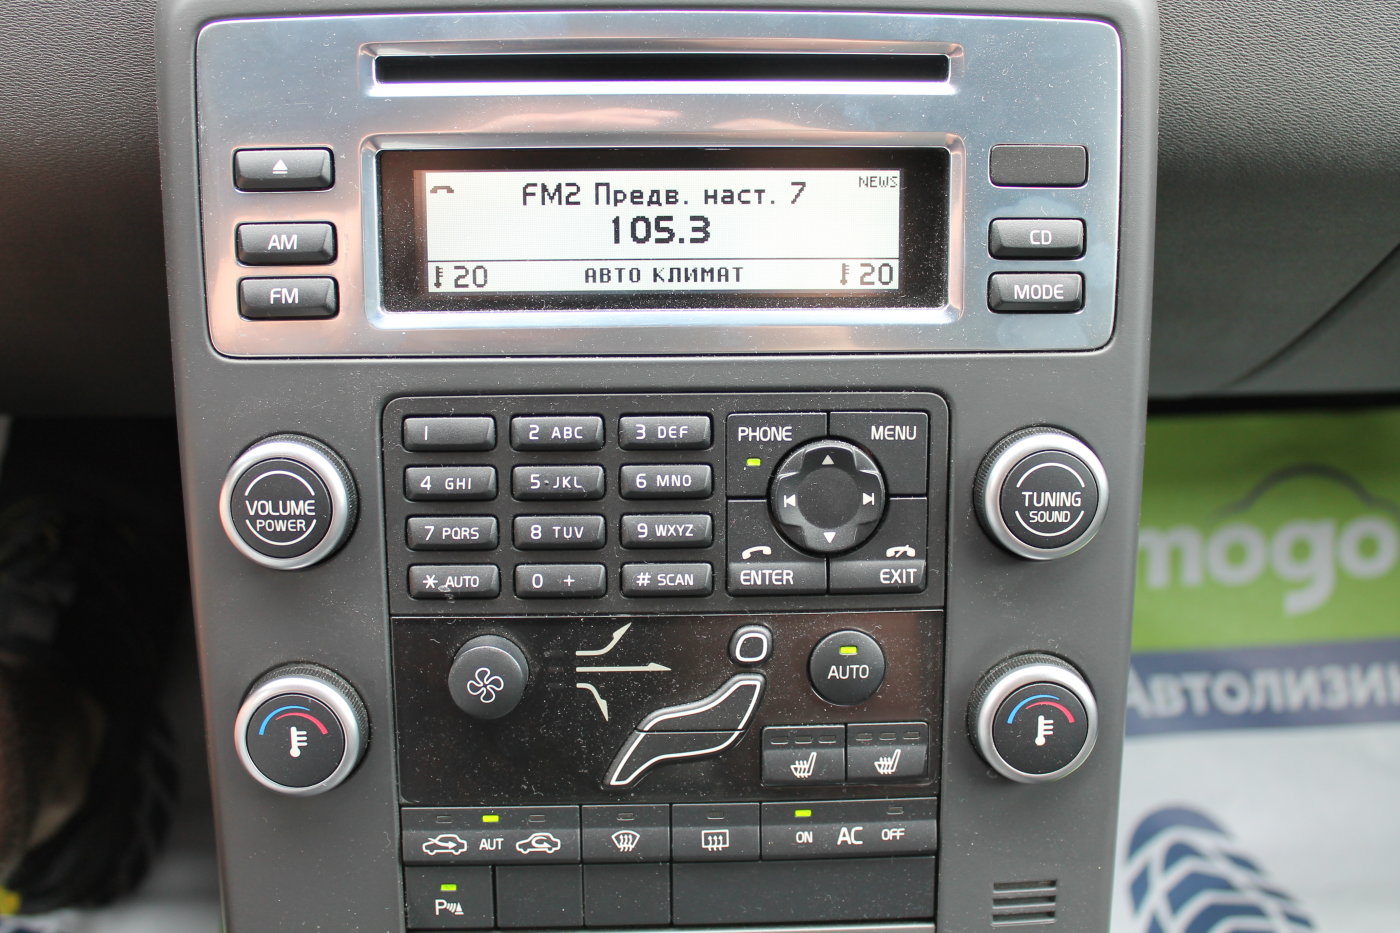 NEWS
FM2 Предв. наст. 7
105.3
20 АВТО КЛИМАТ 20
AM
FM
CD
MODE
1
2 ABC
3 DEF
4 GHI
5-JKL
6 MNO
7 PQRS
8 TUV
9 WXYZ
* AUTO
0 +
# SCAN
PHONE
MENU
ENTER
EXIT
VOLUME
POWER
TUNING
SOUND
AUTO
AUT
ON AC OFF
P
mogo
Автолизин